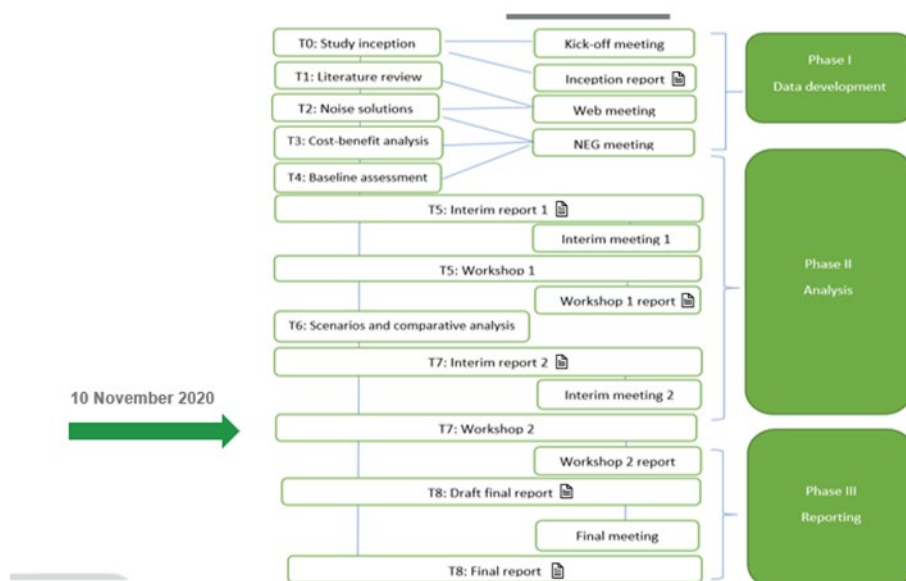 T0: Study inception
Kick-off meeting
Phase I
Data development
T1: Literature review
Inception report
T2: Noise solutions
Web meeting
T3: Cost-benefit analysis
NEG meeting
T4: Baseline assessment
T5: Interim report 1
Interim meeting 1
Phase II
Analysis
T5: Workshop 1
Workshop 1 report
T6: Scenarios and comparative analysis
T7: Interim report 2
Interim meeting 2
10 November 2020
T7: Workshop 2
Workshop 2 report
Phase III
Reporting
T8: Draft final report
Final meeting
T8: Final report